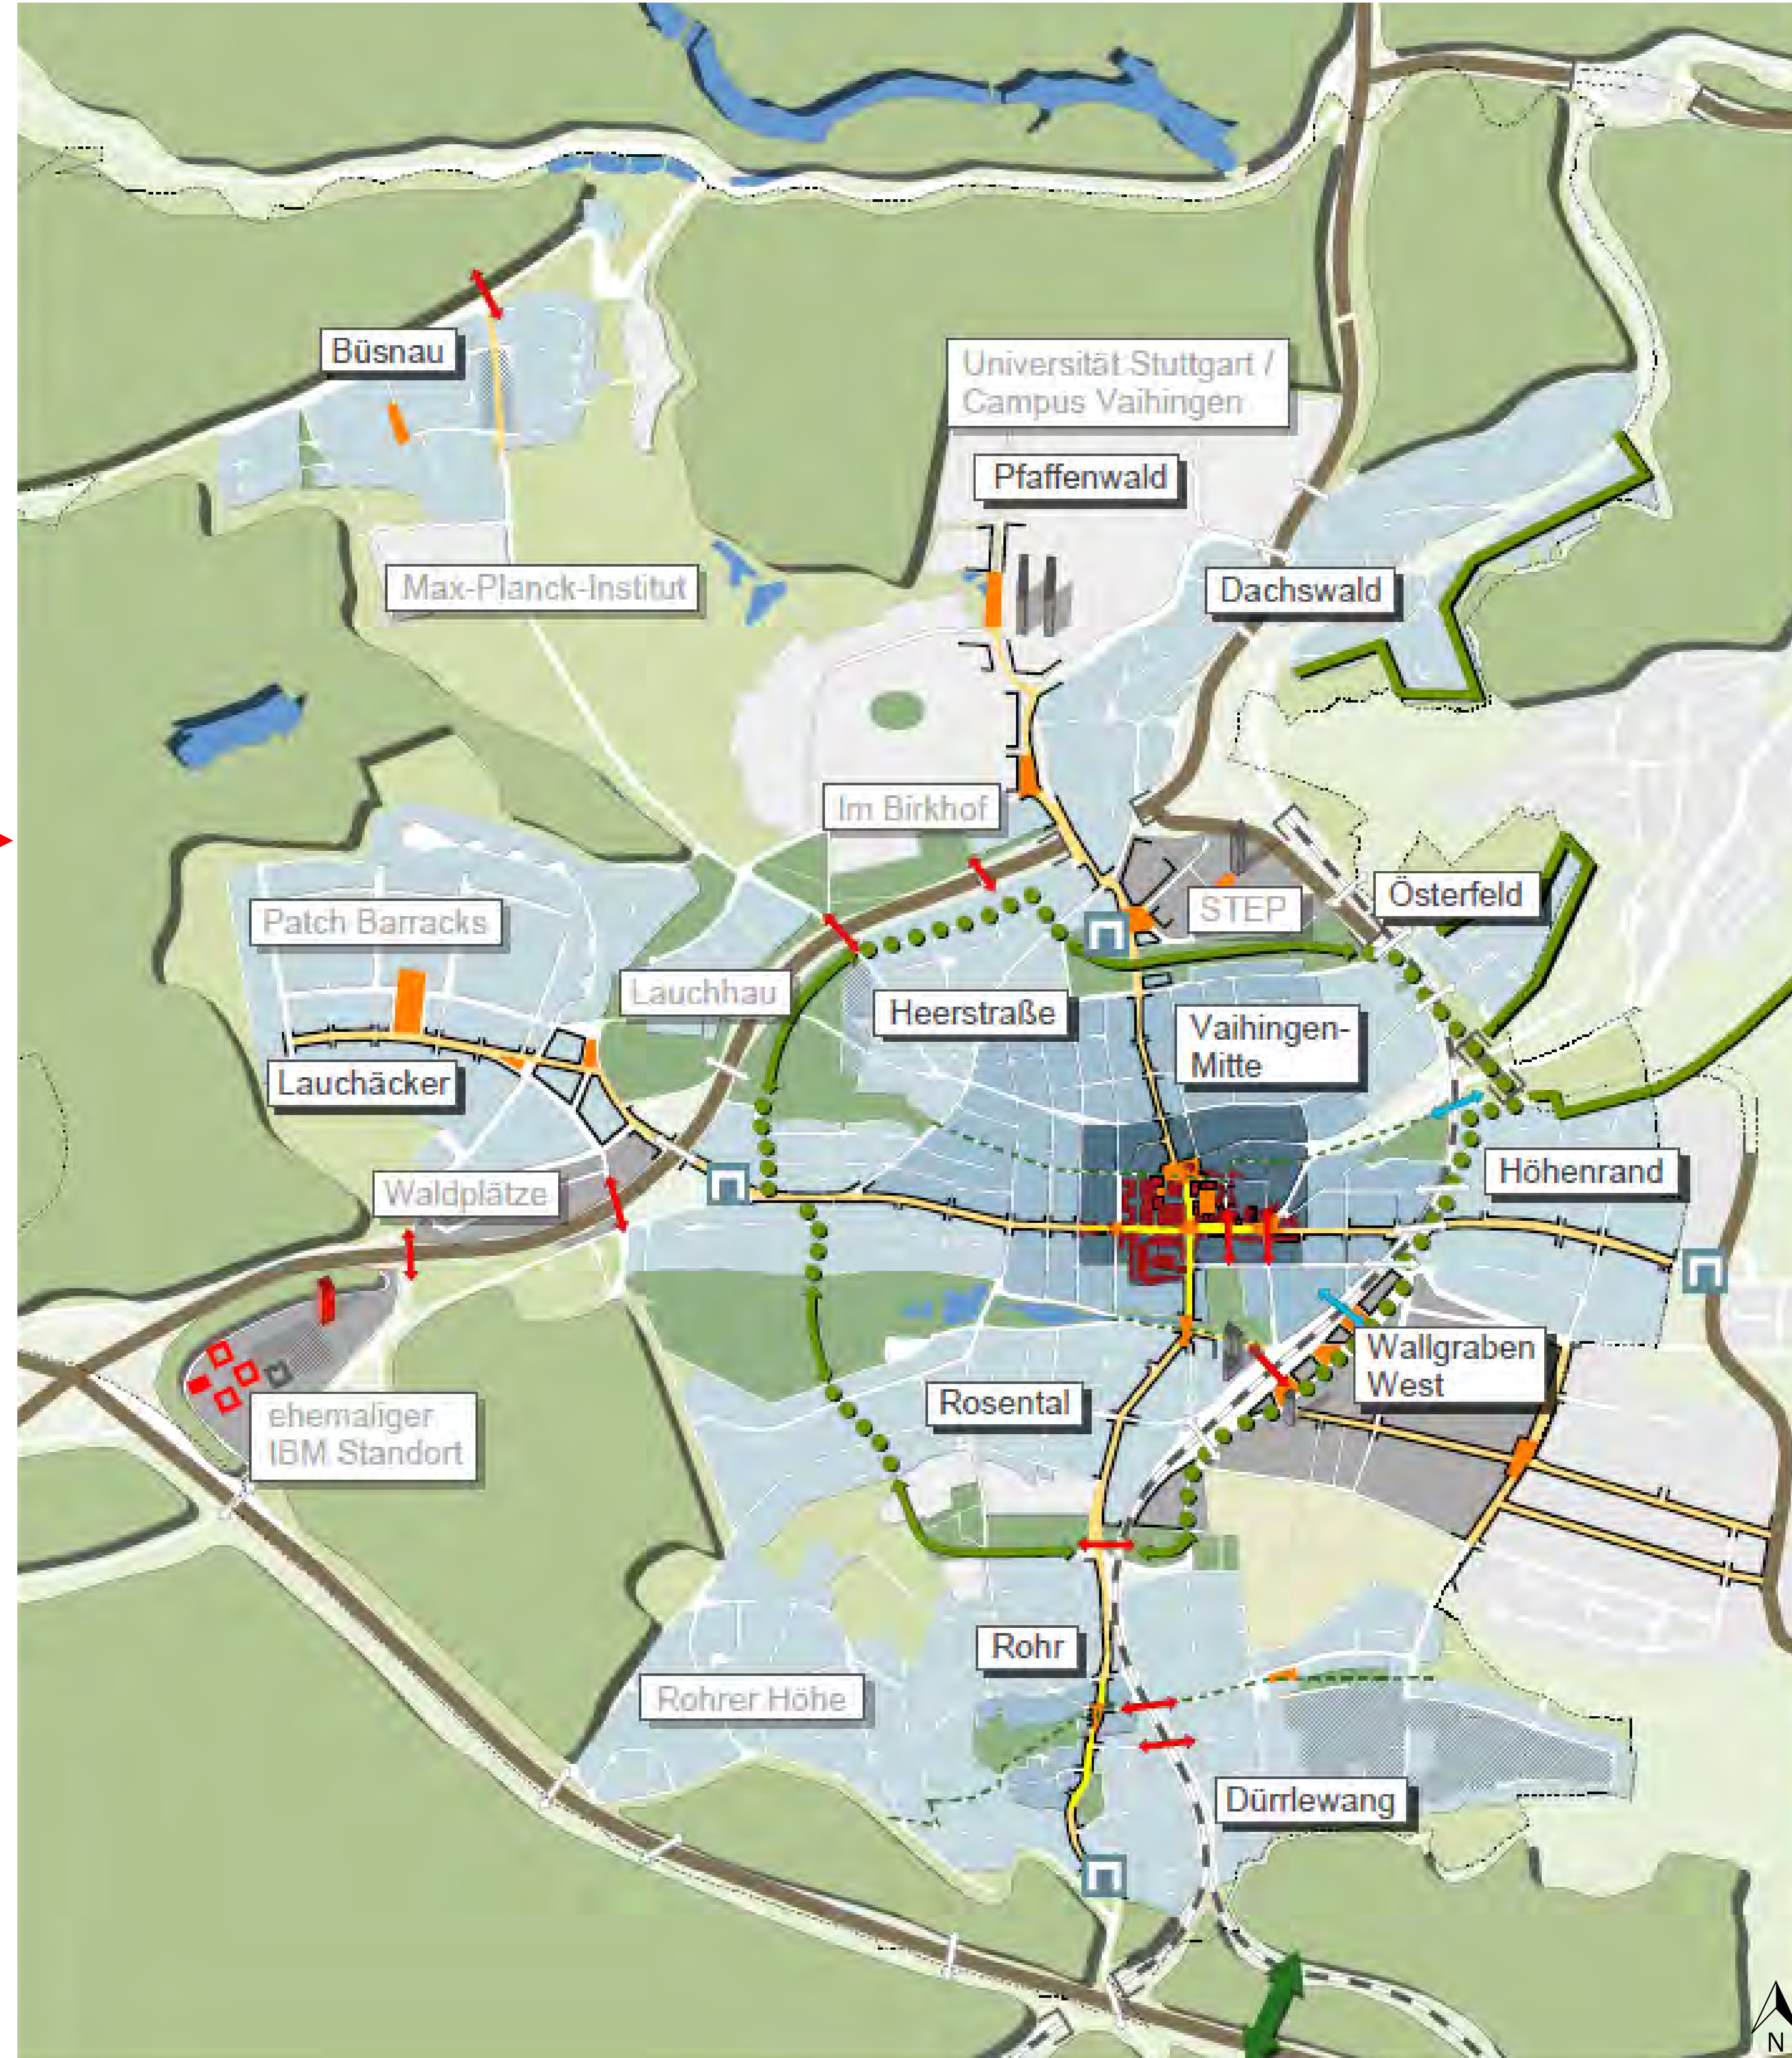 Büsnau
Universität Stuttgart /
Campus Vaihingen
Pfaffenwald
Max-Planck-Institut
Dachswald
Im Birkhof
Patch Barracks
STEP
Österfeld
Lauchhau
Heerstraße
Vaihingen-
Mitte
Lauchäcker
Waldplätze
Höhenrand
Wallgraben
West
Rosental
ehemaliger
IBM Standort
Rohr
Rohrer Höhe
Dürrlewang
N